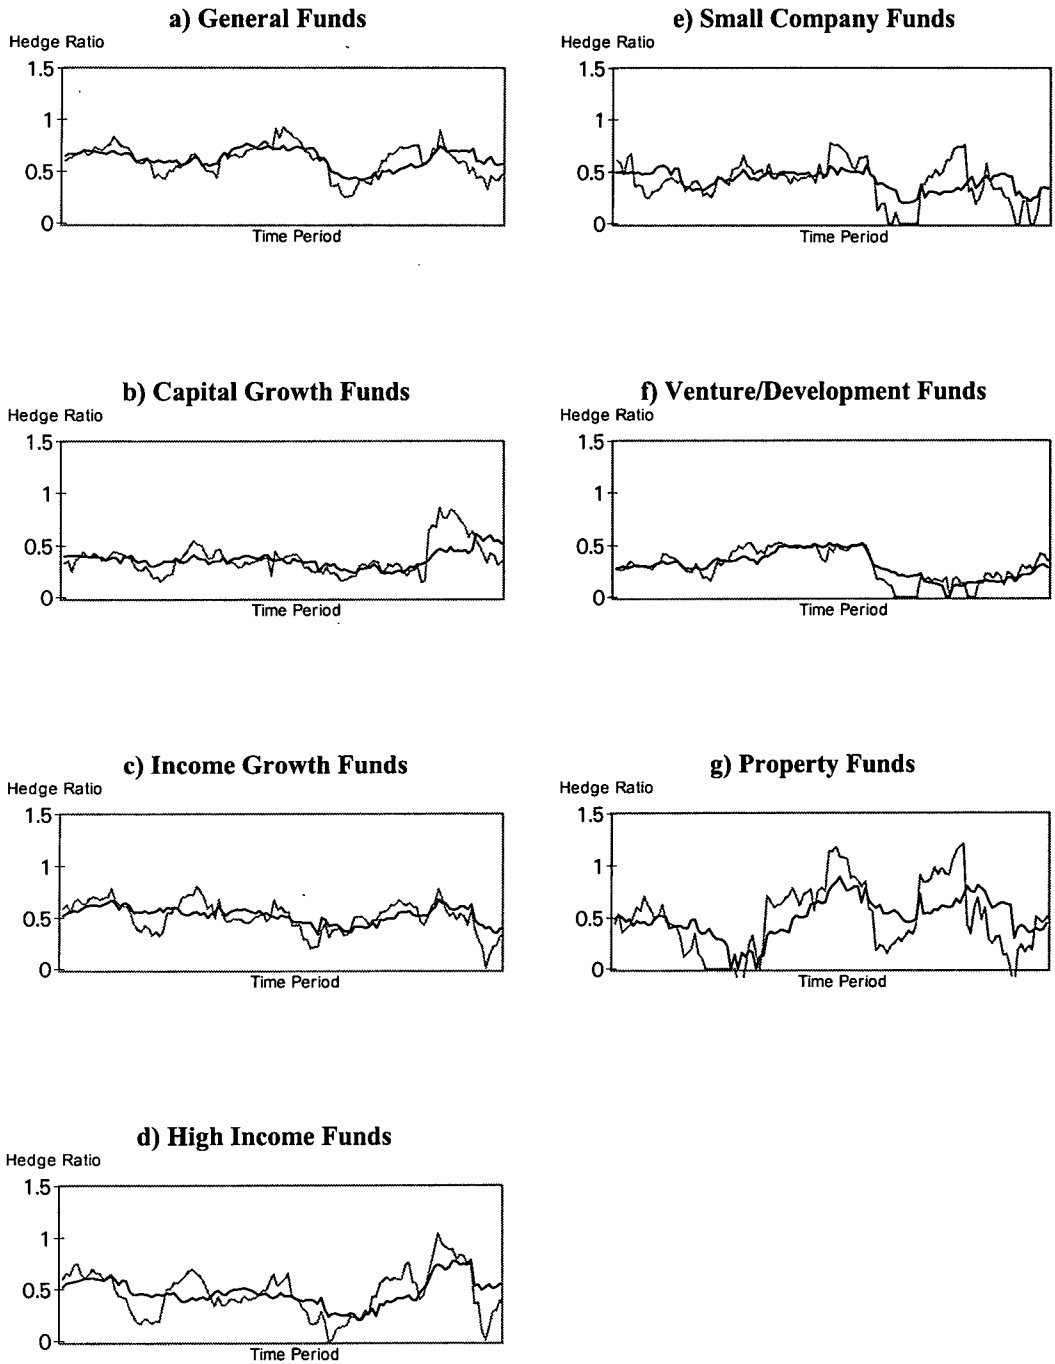 a) General Funds
Hedge Ratio
1.5
1
0.5
0
Time Period
b) Capital Growth Funds
Hedge Ratio
1.5
1
0.5
0
Time Period
c) Income Growth Funds
Hedge Ratio
1.5
1
0.5
0
Time Period
d) High Income Funds
Hedge Ratio
1.5
1
0.5
0
Time Period
e) Small Company Funds
Hedge Ratio
1.5
1
0.5
0
Time Period
f) Venture/Development Funds
Hedge Ratio
1.5
1
0.5
0
Time Period
g) Property Funds
Hedge Ratio
1.5
1
0.5
0
Time Period